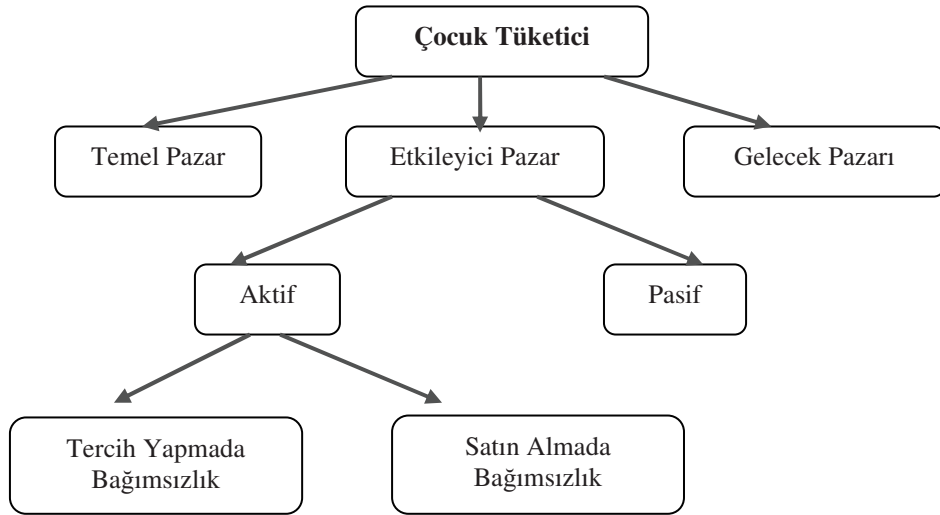 Çocuk Tüketici
Temel Pazar
Etkileyici Pazar
Gelecek Pazarı
Aktif
Pasif
Tercih Yapmada
Bağımsızlık
Satın Almada
Bağımsızlık